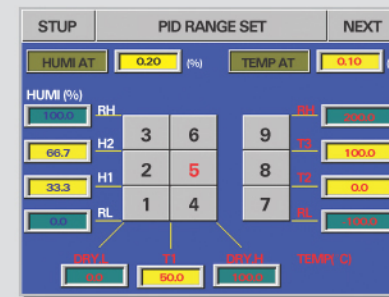 STUP PID RANGE SET NEXT
HUMI AT 0.20 (%) TEMP AT 0.10
HUMI (%)
100.0 RH RH 200.0
3 6 9
66.7 H2 T3 100.0
2 5 8
33.3 H1 T2 0.0
1 4 7
0.0 RL RL -100.0
DRY.L T1 DRY.H TEMP(˚C)
0.0 50.0 100.0